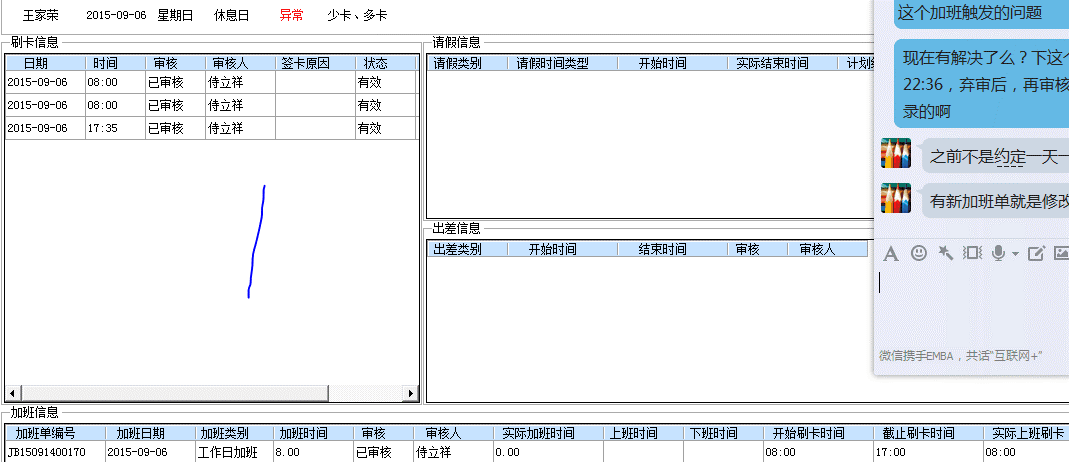 王家荣 2015-09-06 星期日 休息日 异常 少卡、多卡
刷卡信息
日期 时间 审核 审核人 签卡原因 状态
2015-09-06 08:00 已审核 侍立祥 有效
2015-09-06 08:00 已审核 侍立祥 有效
2015-09-06 17:35 已审核 侍立祥 有效
请假信息
请假类别 请假时间类型 开始时间 实际结束时间 计划
出差信息
出差类别 开始时间 结束时间 审核 审核人
这个加班触发的问题
现在有解决了么？下这个
22:36，弃审后，再审核
录的啊
之前不是约定一天一
有新加班单就是修改
微信携手EMBA，共话"互联网+"
加班信息
加班单编号 加班日期 加班类别 加班时间 审核 审核人 实际加班时间 上班时间 下班时间 开始刷卡时间 截止刷卡时间 实际上班刷卡
JB15091400170 2015-09-06 工作日加班 8.00 已审核 侍立祥 0.00 08:00 17:00 08:00